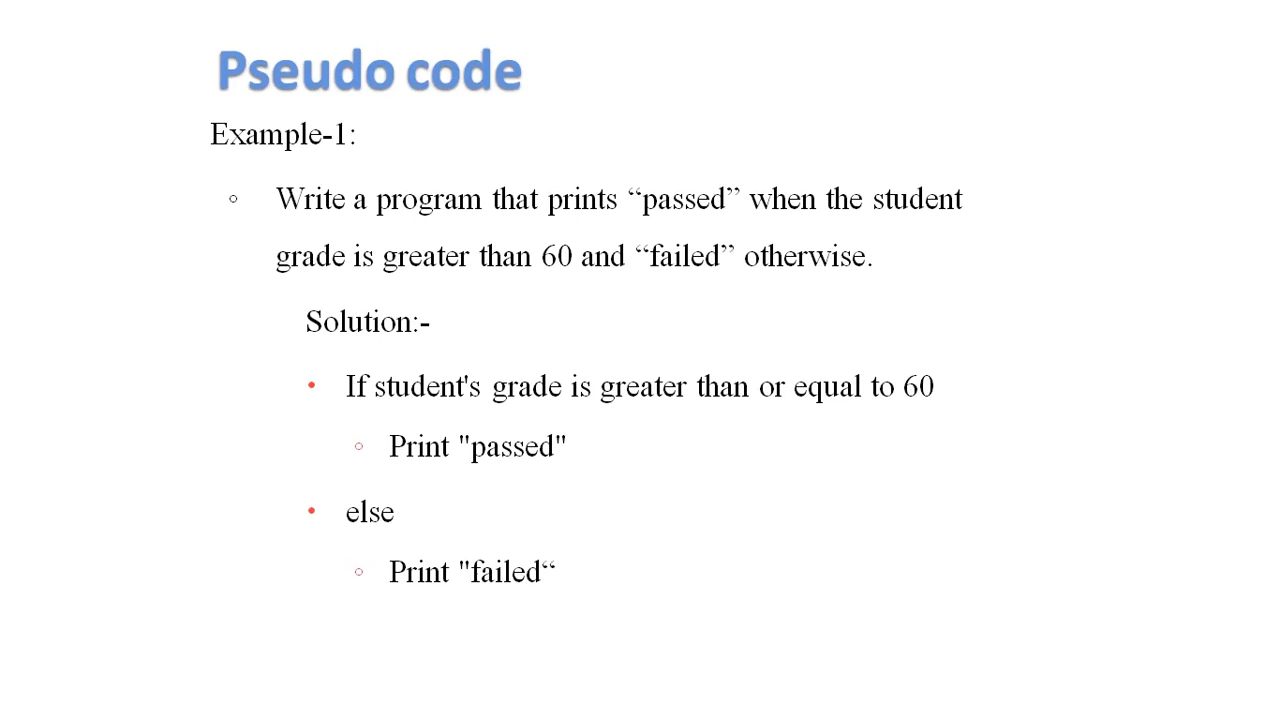 Pseudo code
Example-1:
◦ Write a program that prints “passed” when the student
grade is greater than 60 and “failed” otherwise.
Solution:-
• If student's grade is greater than or equal to 60
◦ Print "passed"
• else
◦ Print "failed“